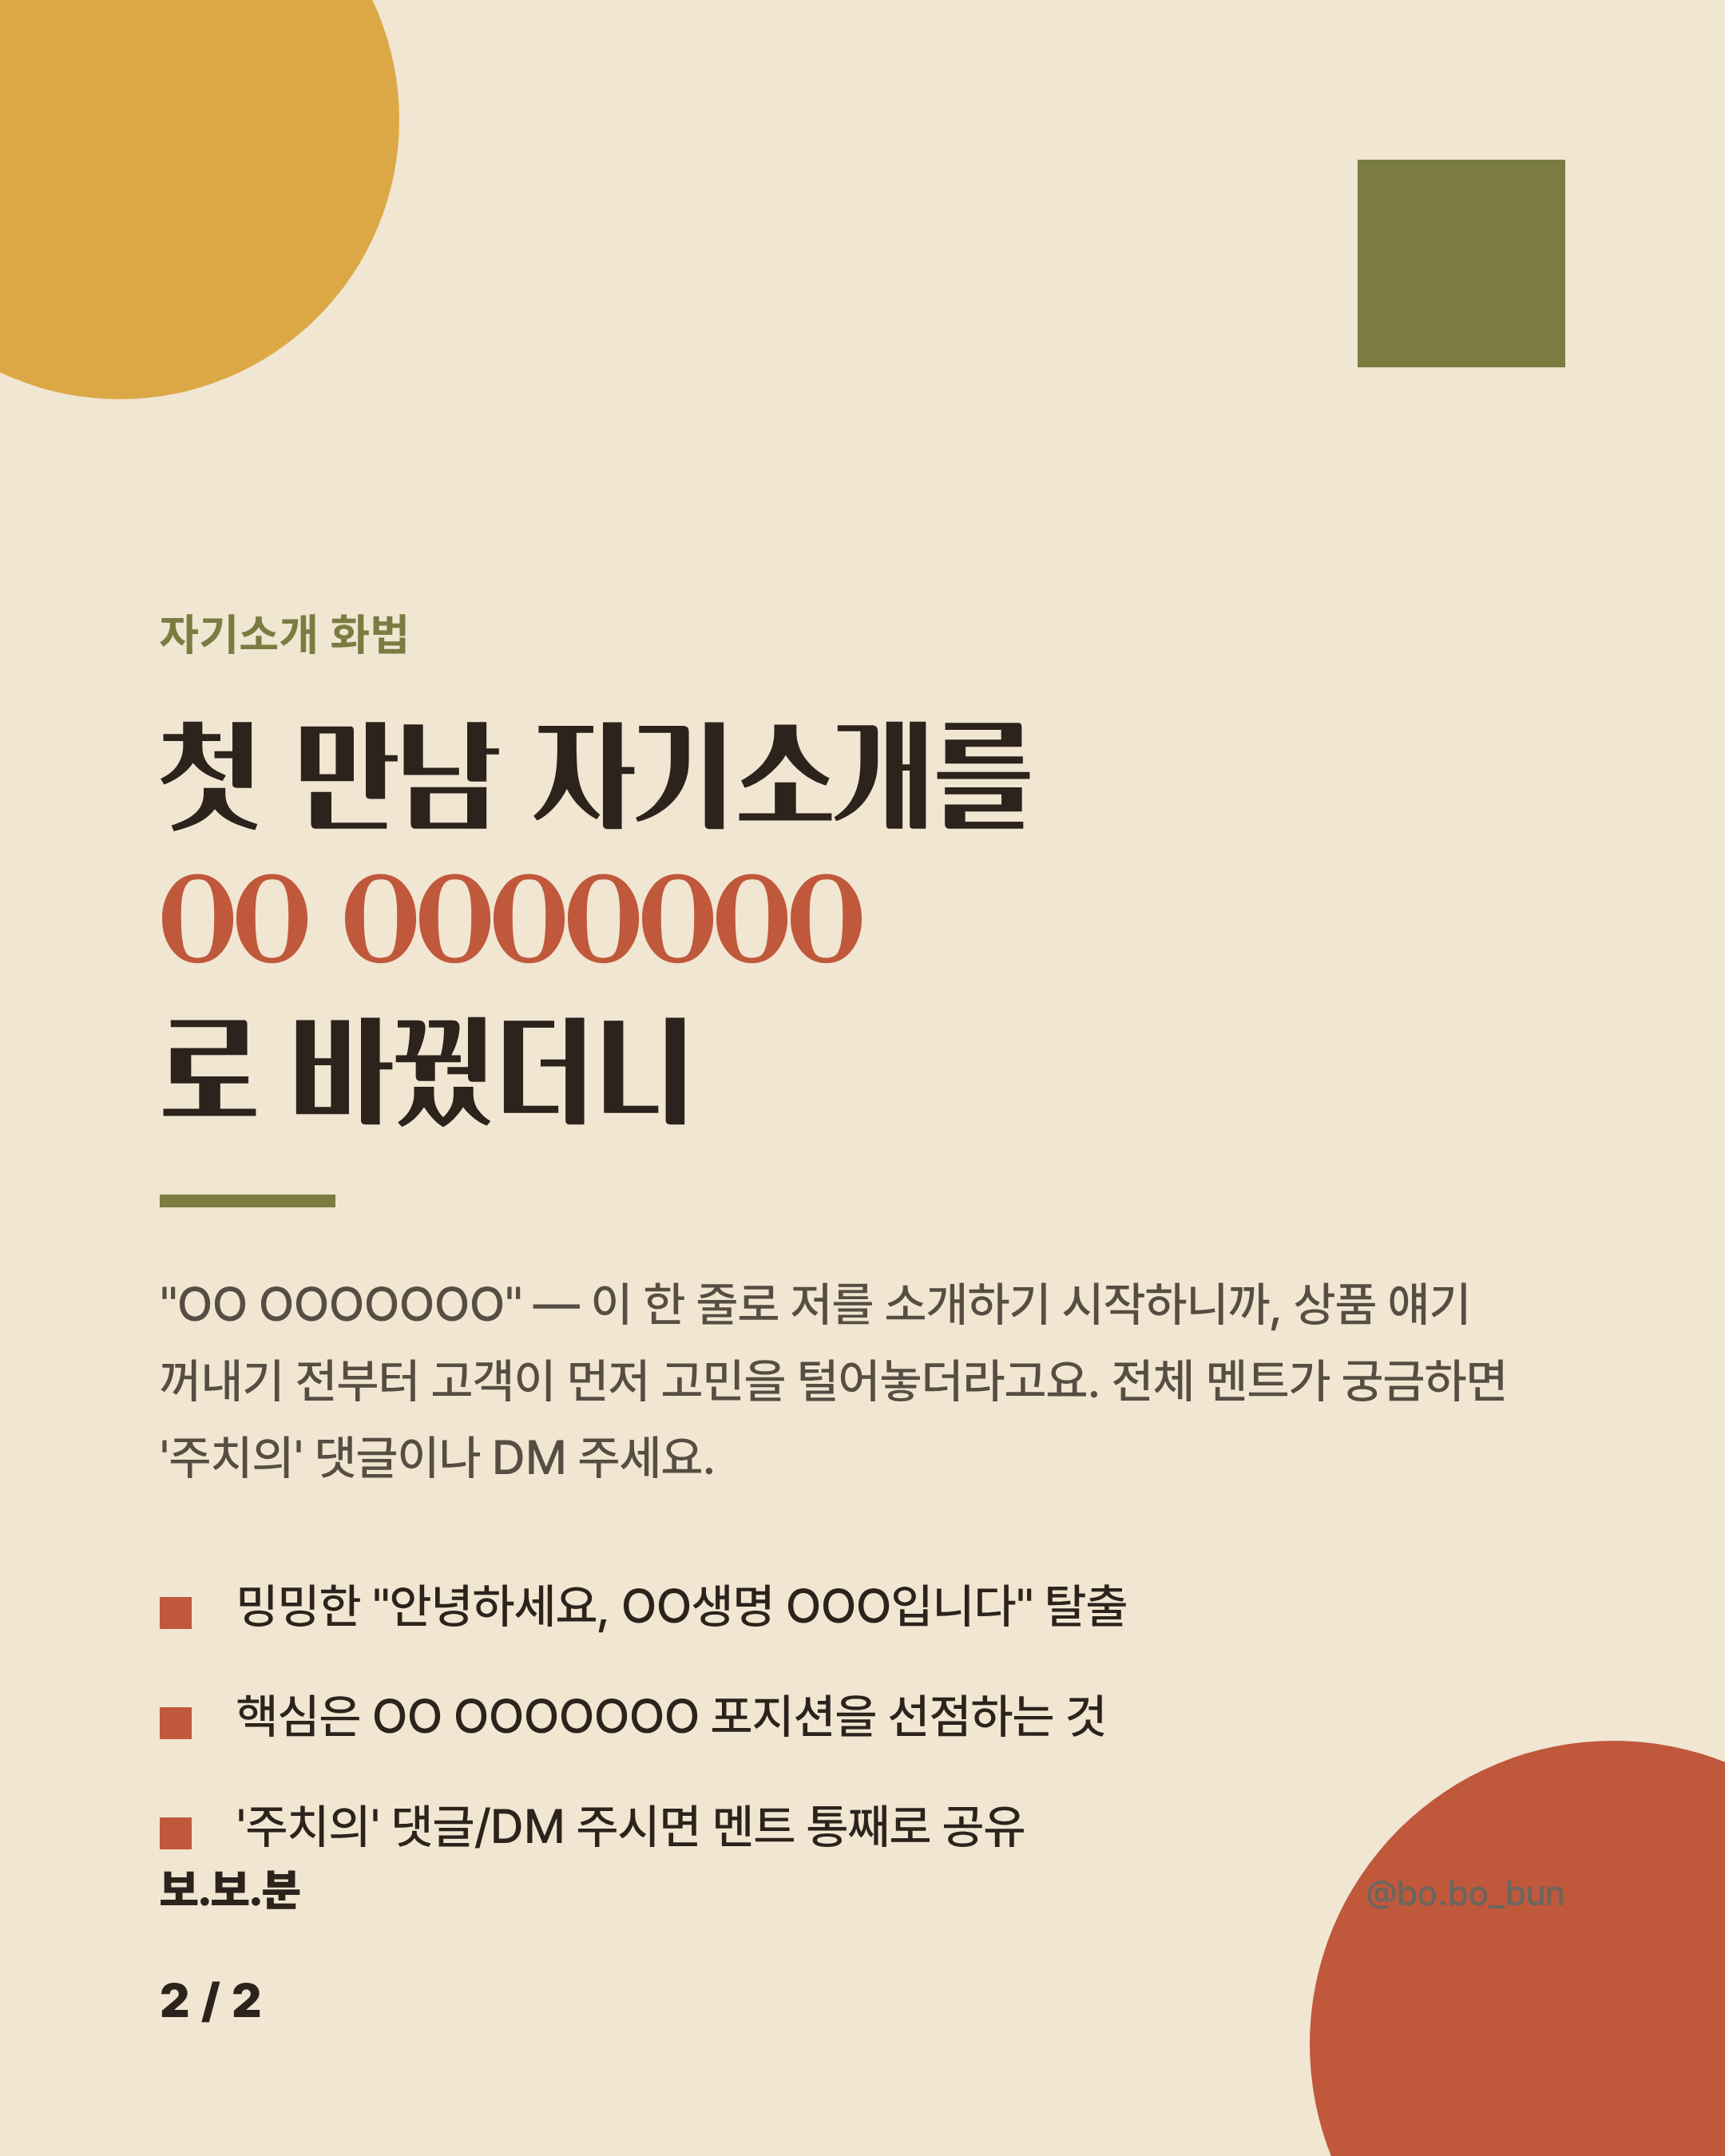 자기소개 화법
첫 만남 자기소개를
OO OOOOOOO
로 바꿨더니
"OO OOOOOOO" — 이 한 줄로 저를 소개하기 시작하니까, 상품 얘기
꺼내기 전부터 고객이 먼저 고민을 털어놓더라고요. 전체 멘트가 궁금하면
'주치의' 댓글이나 DM 주세요.
밍밍한 "안녕하세요, OO생명 OOO입니다" 탈출
핵심은 OO OOOOOOO 포지션을 선점하는 것
'주치의' 댓글/DM 주시면 멘트 통째로 공유
보.보.분
@bo.bo_bun
2 / 2